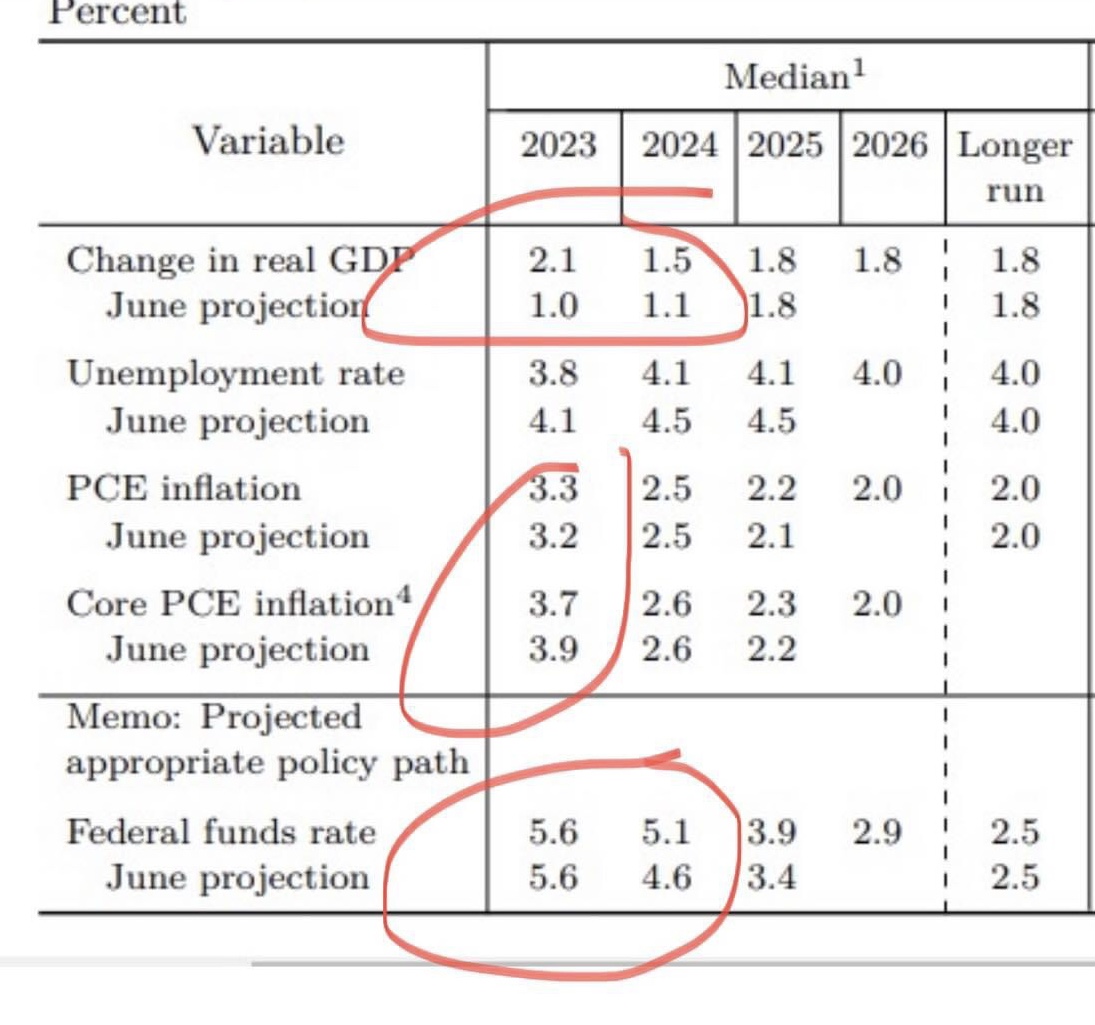 Percent
Median¹
Variable 2023 2024 2025 2026 Longer run
Change in real GDP 2.1 1.5 1.8 1.8 1.8
June projection 1.0 1.1 1.8 1.8
Unemployment rate 3.8 4.1 4.1 4.0 4.0
June projection 4.1 4.5 4.5 4.0
PCE inflation 3.3 2.5 2.2 2.0 2.0
June projection 3.2 2.5 2.1 2.0
Core PCE inflation⁴ 3.7 2.6 2.3 2.0
June projection 3.9 2.6 2.2
Memo: Projected
appropriate policy path
Federal funds rate 5.6 5.1 3.9 2.9 2.5
June projection 5.6 4.6 3.4 2.5